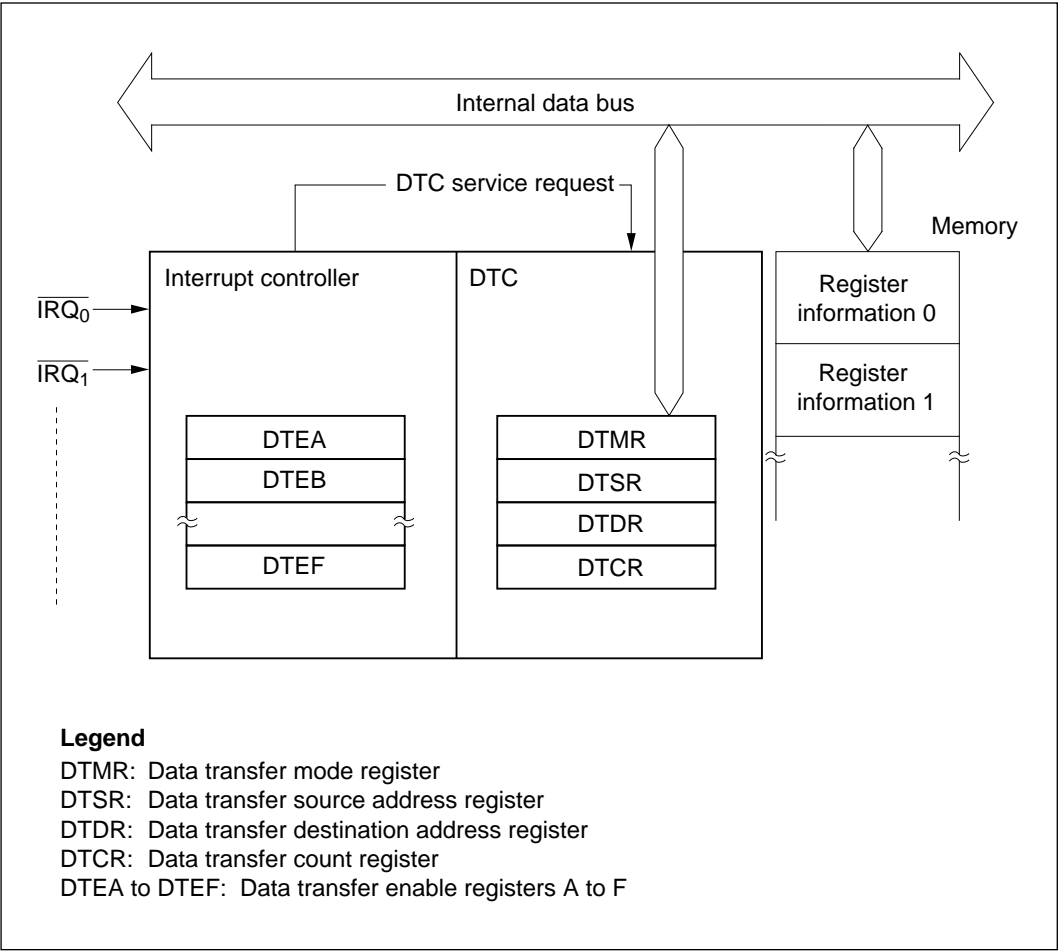 Internal data bus
DTC service request
Memory
Interrupt controller
DTC
Register
information 0
IRQ0
IRQ1
Register
information 1
DTEA
DTEB
DTEF
DTMR
DTSR
DTDR
DTCR
Legend
DTMR: Data transfer mode register
DTSR: Data transfer source address register
DTDR: Data transfer destination address register
DTCR: Data transfer count register
DTEA to DTEF: Data transfer enable registers A to F